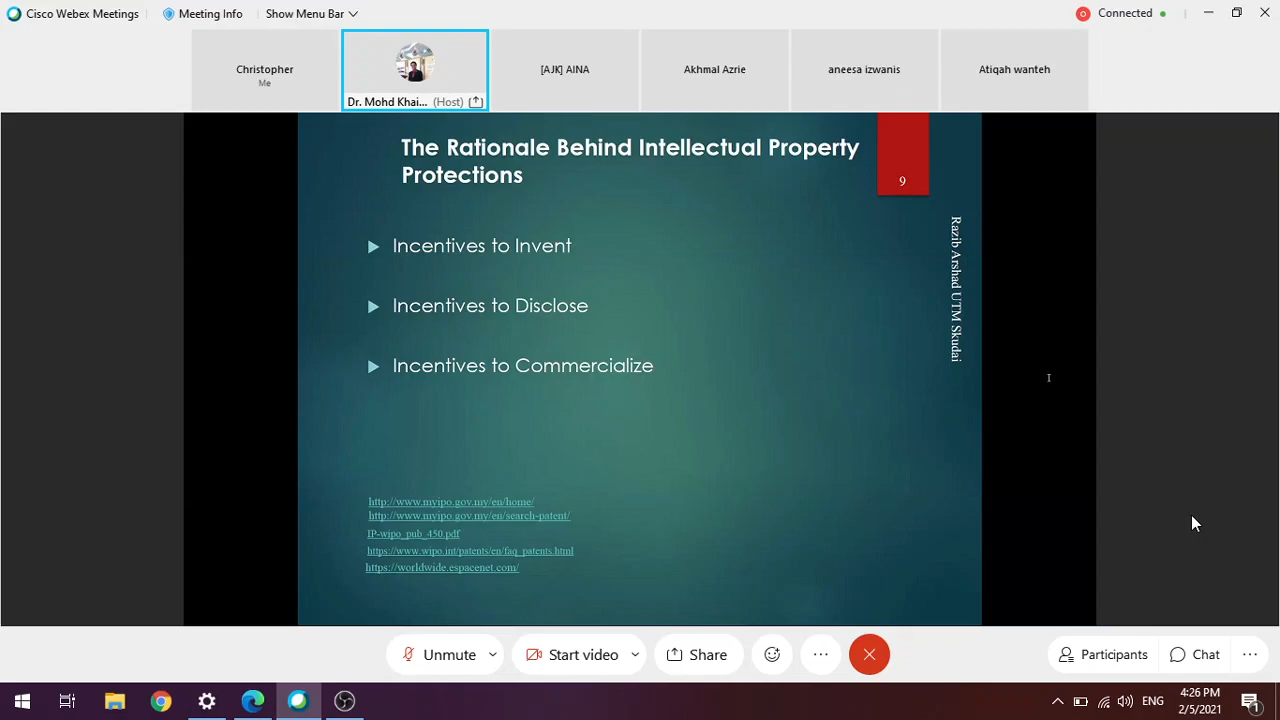 Cisco Webex Meetings
Meeting Info
Show Menu Bar
Connected
Christopher
Me
Dr. Mohd Khai... (Host)
[AJK] AINA
Akhmal Azrie
aneesa izwanis
Atiqah wanteh
The Rationale Behind Intellectual Property
Protections
9
Razib Arshad UTM Skudai
Incentives to Invent
Incentives to Disclose
Incentives to Commercialize
http://www.myipo.gov.my/en/home/
http://www.myipo.gov.my/en/search-patent/
IP-wipo_pub_450.pdf
https://www.wipo.int/patents/en/faq_patents.html
https://worldwide.espacenet.com/
Unmute
Start video
Share
Participants
Chat
ENG
4:26 PM
2/5/2021
1